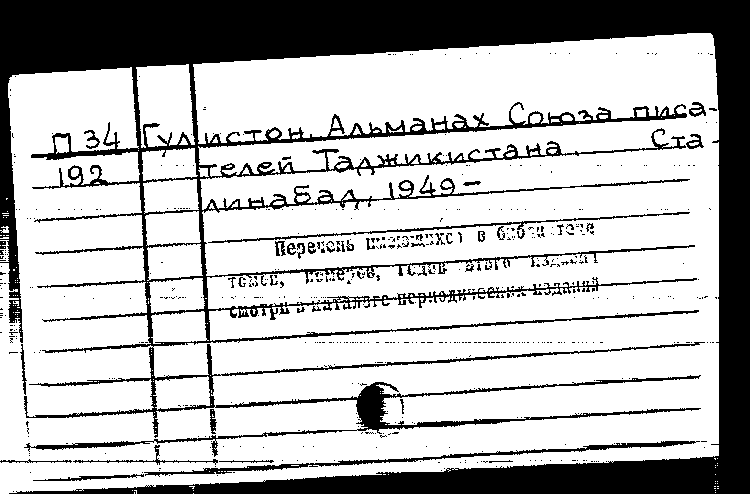 П 34 Гулистон. Альманах Союза писа-
192 телей Таджикистана. Ста-
линабад, 1949-
Перечень имеющихся в библиотеке
томов, номеров, годов этого издания
смотри в каталоге периодических изданий